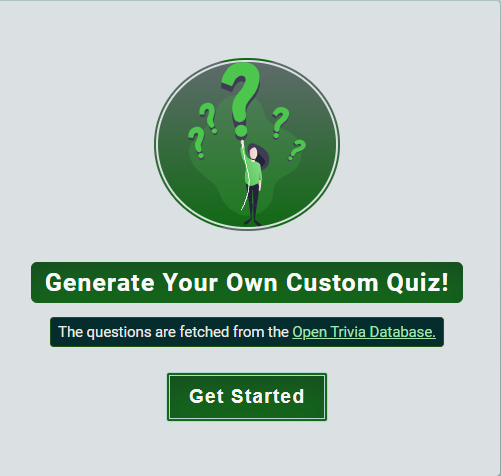 Generate Your Own Custom Quiz!
The questions are fetched from the Open Trivia Database.
Get Started